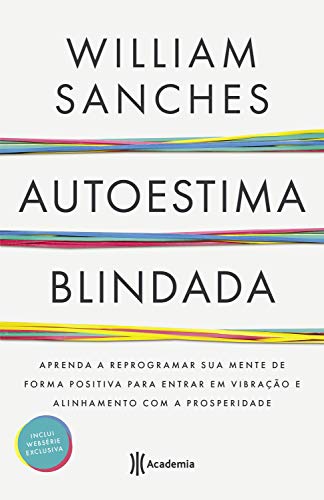 WILLIAM
SANCHES
AUTOESTIMA
BLINDADA
APRENDA A REPROGRAMAR SUA MENTE DE
FORMA POSITIVA PARA ENTRAR EM VIBRAÇÃO E
ALINHAMENTO COM A PROSPERIDADE
INCLUI
WEBSÉRIE
EXCLUSIVA
Academia